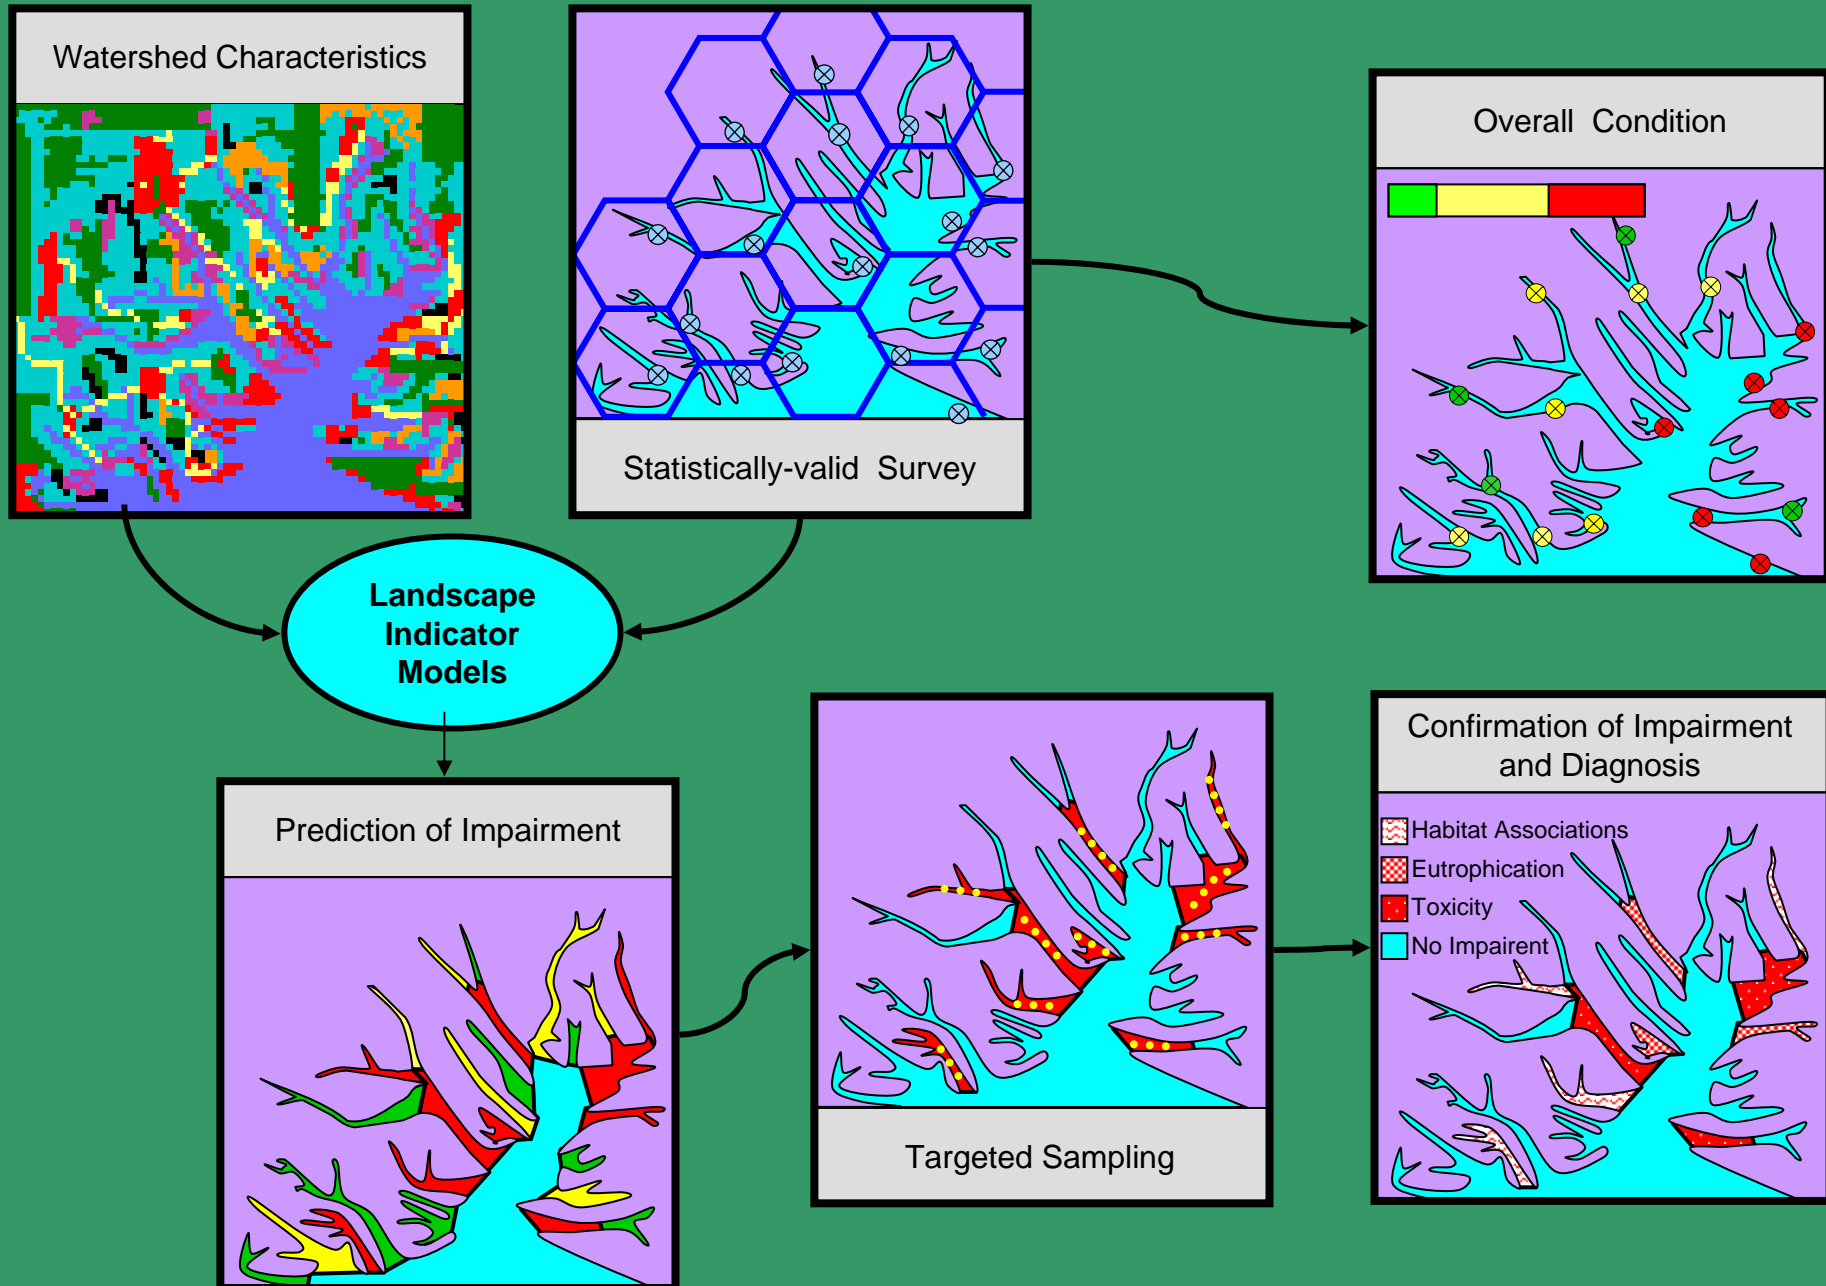 Watershed Characteristics
Statistically-valid Survey
Overall Condition
Landscape
Indicator
Models
Prediction of Impairment
Targeted Sampling
Confirmation of Impairment
and Diagnosis
Habitat Associations
Eutrophication
Toxicity
No Impairent